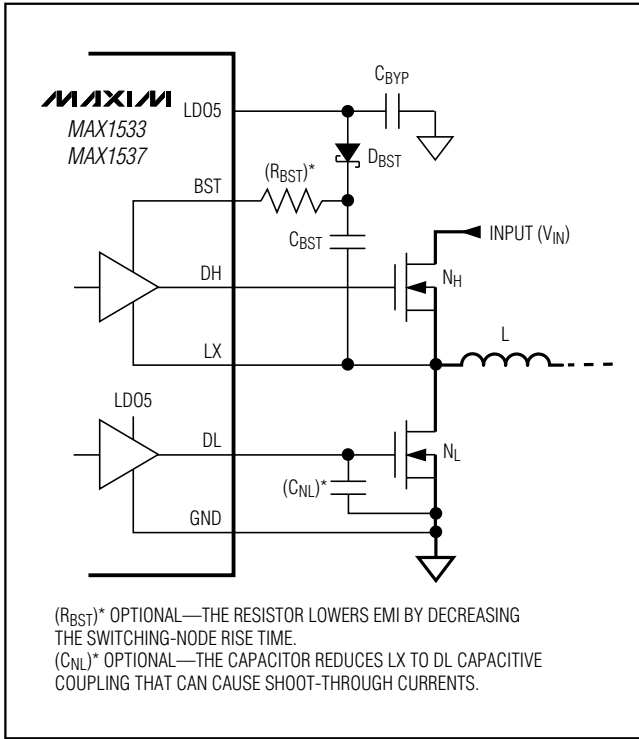 MAXIM
MAX1533
MAX1537
LDO5
CBYP
DBST
BST
(RBST)*
CBST
INPUT (VIN)
DH
NH
LX
L
LDO5
DL
NL
(CNL)*
GND
(RBST)* OPTIONAL—THE RESISTOR LOWERS EMI BY DECREASING
THE SWITCHING-NODE RISE TIME.
(CNL)* OPTIONAL—THE CAPACITOR REDUCES LX TO DL CAPACITIVE
COUPLING THAT CAN CAUSE SHOOT-THROUGH CURRENTS.